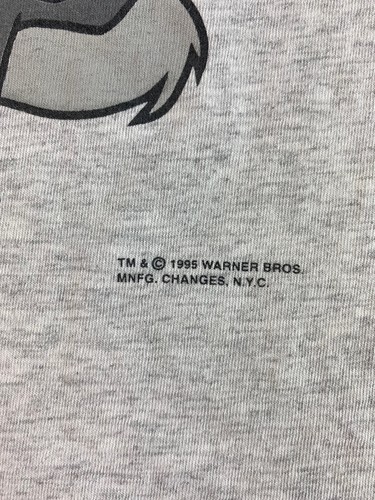 TM & © 1995 WARNER BROS.
MNFG. CHANGES, N.Y.C.